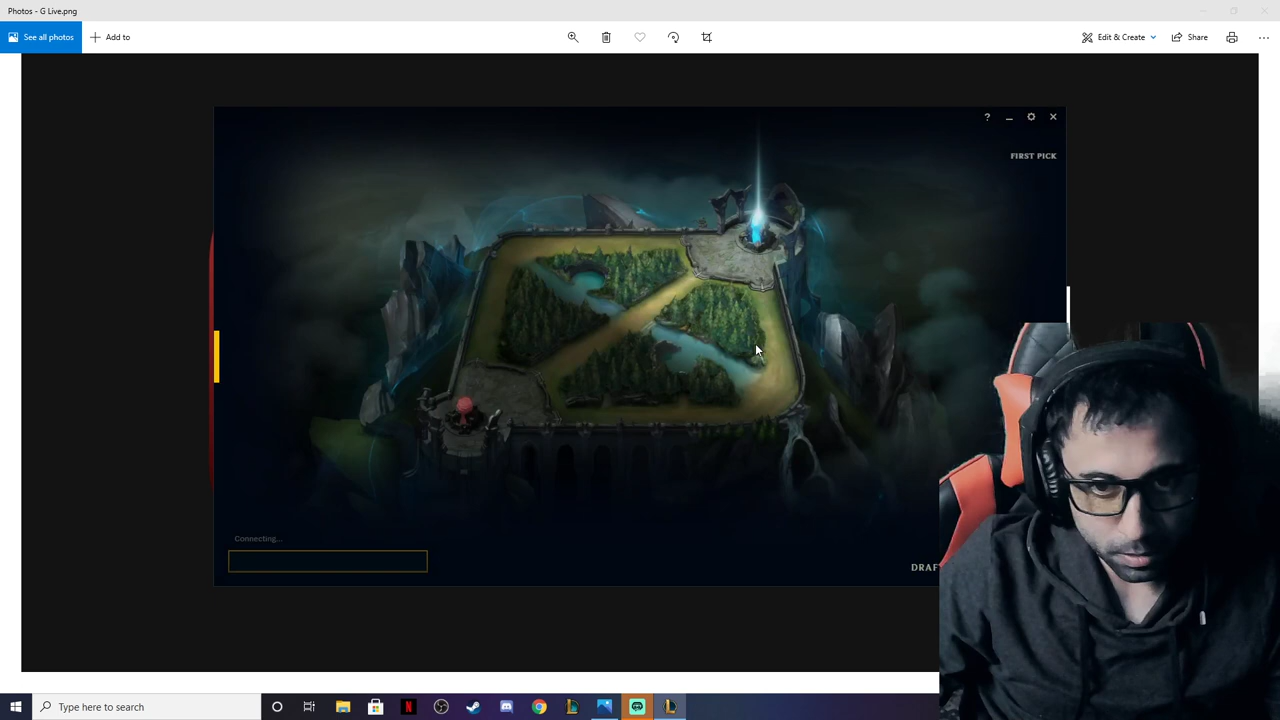 Photos - G Live.png
See all photos
Add to
Edit & Create
Share
?
FIRST PICK
Connecting...
DRAF
Type here to search